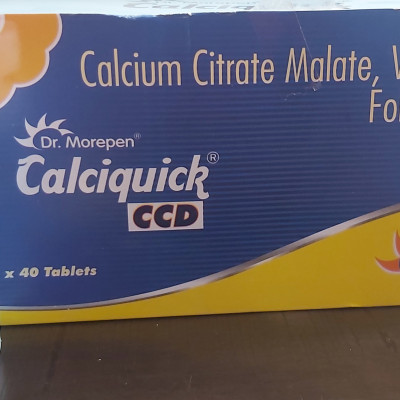 Calcium Citrate Malate,
Dr. Morepen®
Calciquick®
CCD
x 40 Tablets